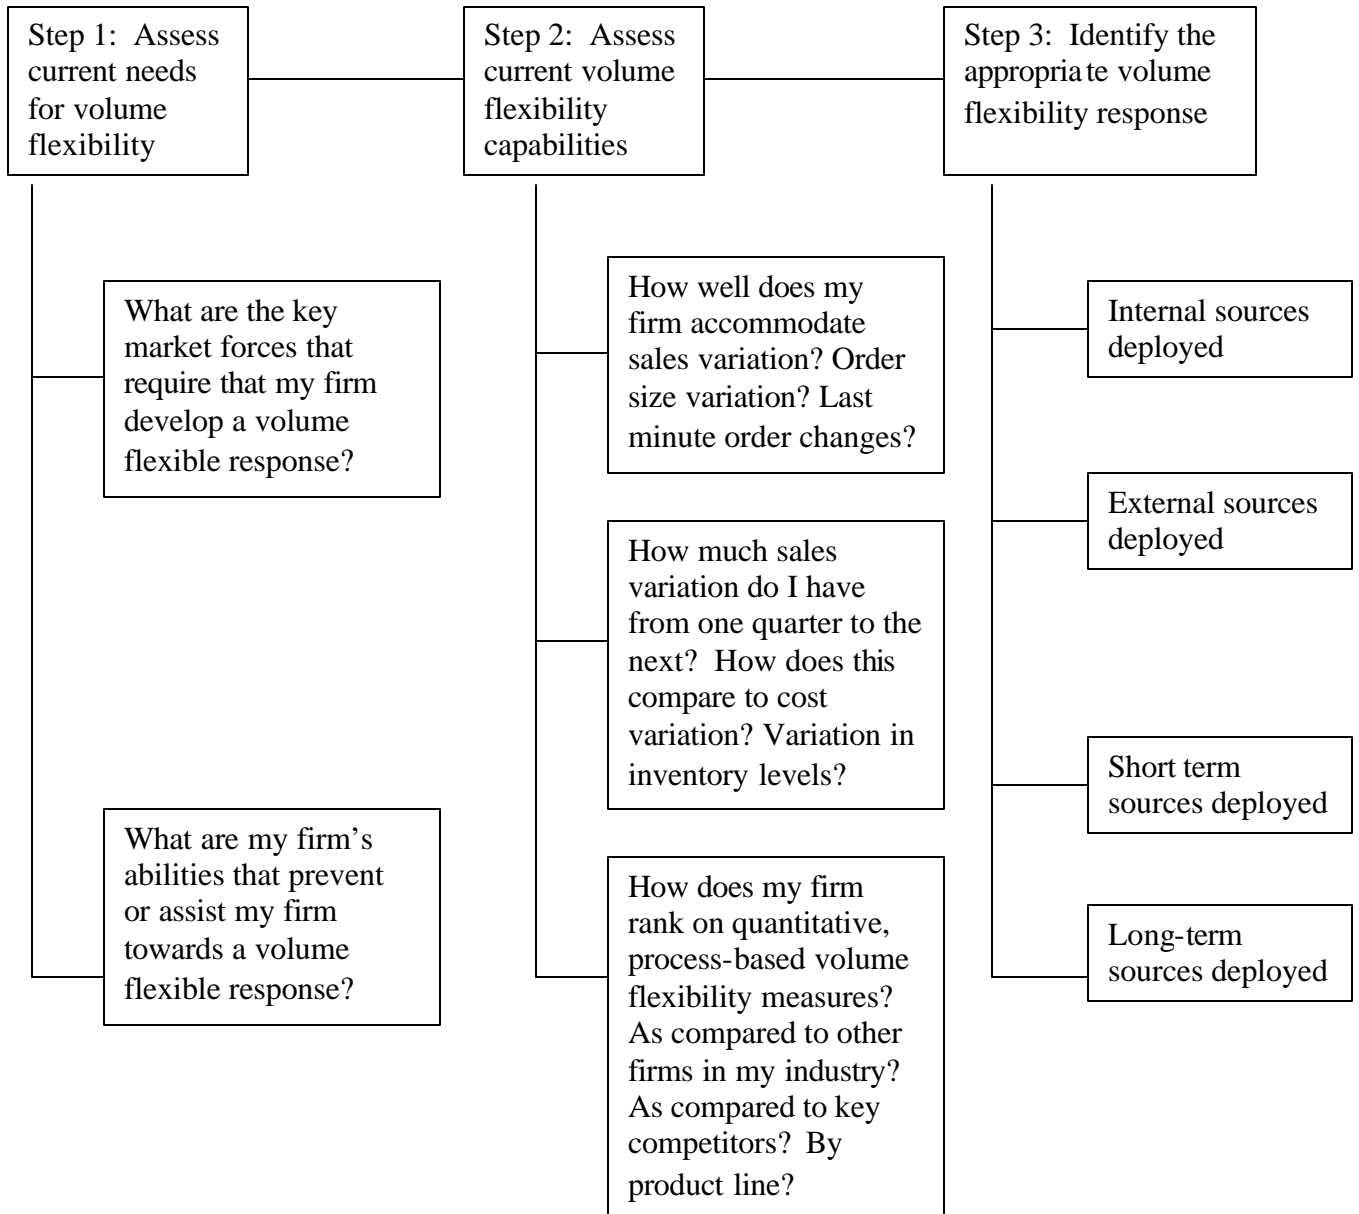 Step 1:  Assess
current needs
for volume
flexibility
Step 2:  Assess
current volume
flexibility
capabilities
Step 3:  Identify the
appropriate volume
flexibility response
What are the key
market forces that
require that my firm
develop a volume
flexible response?
What are my firm’s
abilities that prevent
or assist my firm
towards a volume
flexible response?
How well does my
firm accommodate
sales variation? Order
size variation? Last
minute order changes?
How much sales
variation do I have
from one quarter to the
next?  How does this
compare to cost
variation? Variation in
inventory levels?
How does my firm
rank on quantitative,
process-based volume
flexibility measures?
As compared to other
firms in my industry?
As compared to key
competitors?  By
product line?
Internal sources
deployed
External sources
deployed
Short term
sources deployed
Long-term
sources deployed